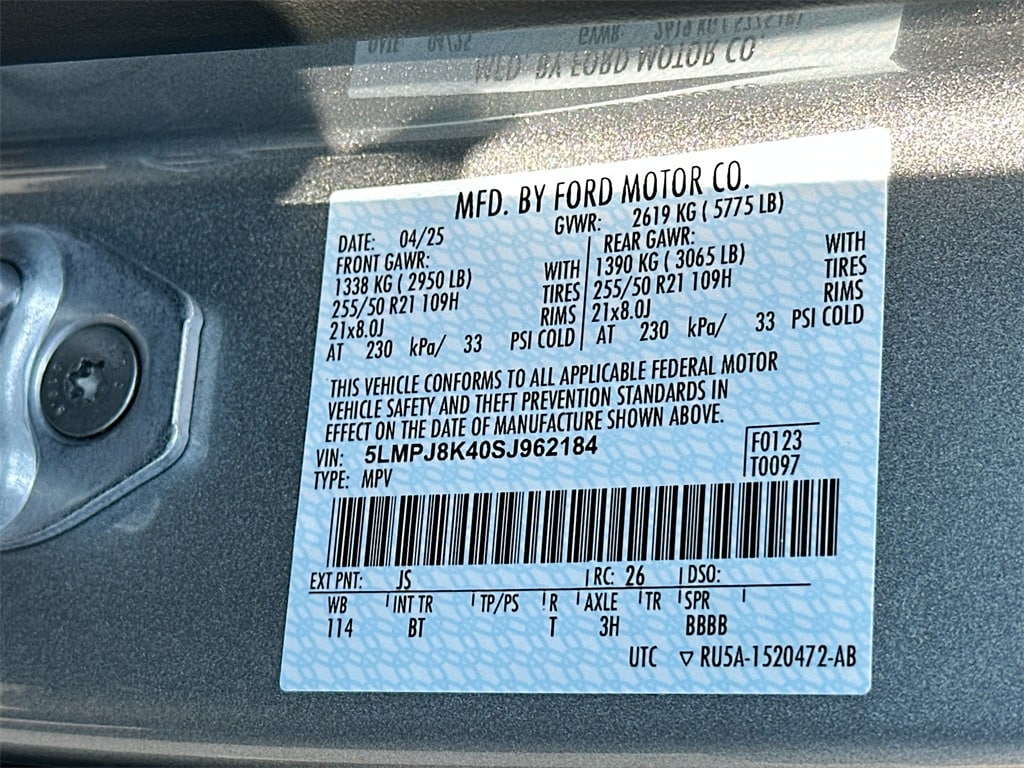 MFD. BY FORD MOTOR CO.
DATE: 04/25 GVWR: 2619 KG ( 5775 LB)
FRONT GAWR: REAR GAWR:
1338 KG ( 2950 LB) WITH 1390 KG ( 3065 LB) WITH
255/50 R21 109H TIRES 255/50 R21 109H TIRES
21x8.0J RIMS 21x8.0J RIMS
AT 230 kPa/ 33 PSI COLD AT 230 kPa/ 33 PSI COLD
THIS VEHICLE CONFORMS TO ALL APPLICABLE FEDERAL MOTOR
VEHICLE SAFETY AND THEFT PREVENTION STANDARDS IN
EFFECT ON THE DATE OF MANUFACTURE SHOWN ABOVE.
VIN: 5LMPJ8K40SJ962184 F0123
TYPE: MPV T0097
EXT PNT: JS RC: 26 DSO:
WB INT TR TP/PS R AXLE TR SPR
114 BT T 3H BBBB
UTC ▽ RU5A-1520472-AB